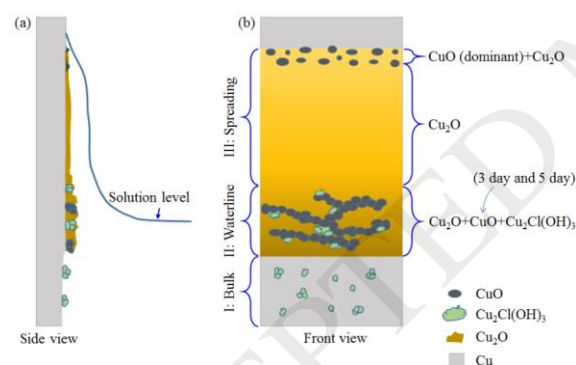 (a)
Solution level
Side view
(b)
III: Spreading
II: Waterline
I: Bulk
Front view
CuO (dominant)+Cu₂O
Cu₂O
(3 day and 5 day)
Cu₂O+CuO+Cu₂Cl(OH)₃
CuO
Cu₂Cl(OH)₃
Cu₂O
Cu
EPTED